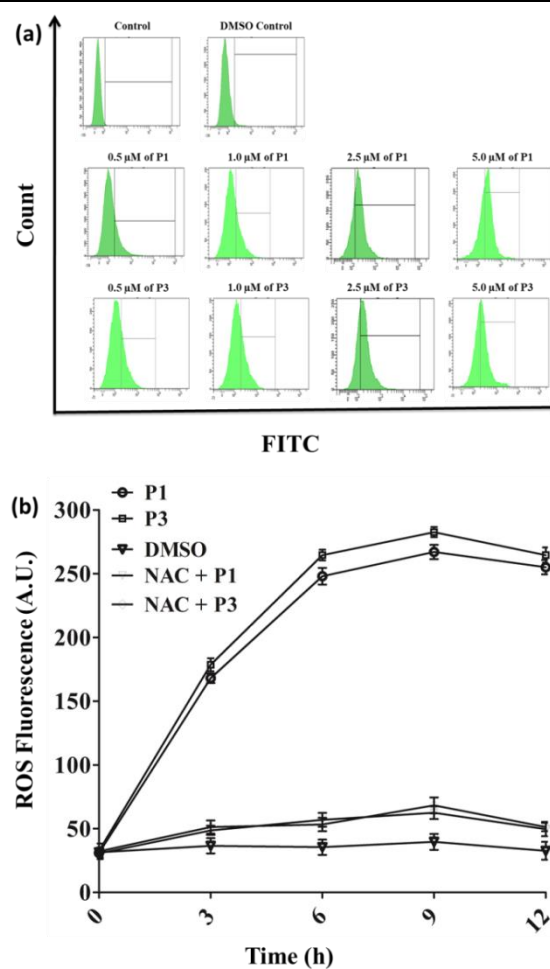 (a)
Control DMSO Control
0.5 µM of P1 1.0 µM of P1 2.5 µM of P1 5.0 µM of P1
Count
0.5 µM of P3 1.0 µM of P3 2.5 µM of P3 5.0 µM of P3
FITC
(b)
P1
P3
DMSO
NAC + P1
NAC + P3
ROS Fluorescence (A.U.)
300
250
200
150
100
50
0
0 3 6 9 12
Time (h)